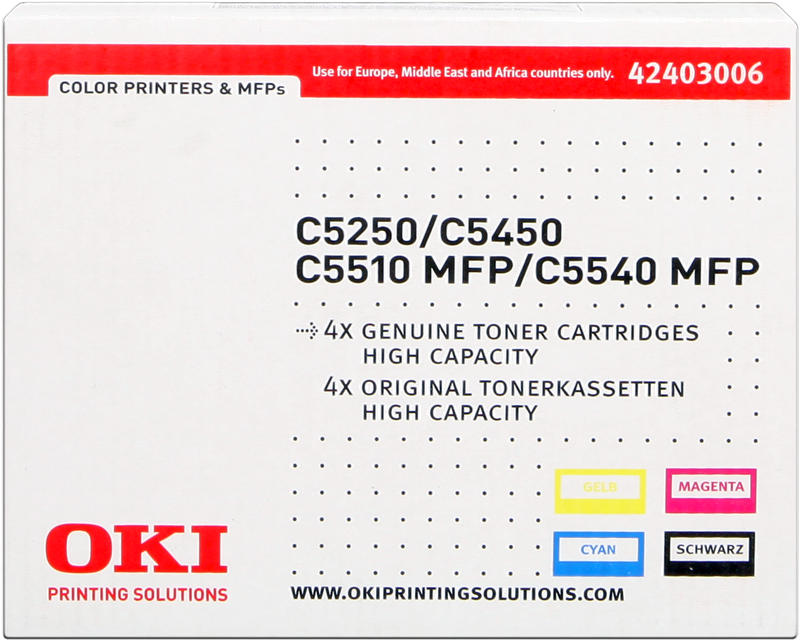 Use for Europe, Middle East and Africa countries only. 42403006
COLOR PRINTERS & MFPs
C5250/C5450
C5510 MFP/C5540 MFP
4X GENUINE TONER CARTRIDGES
HIGH CAPACITY
4X ORIGINAL TONERKASSETTEN
HIGH CAPACITY
GELB MAGENTA
CYAN SCHWARZ
OKI
PRINTING SOLUTIONS
WWW.OKIPRINTINGSOLUTIONS.COM